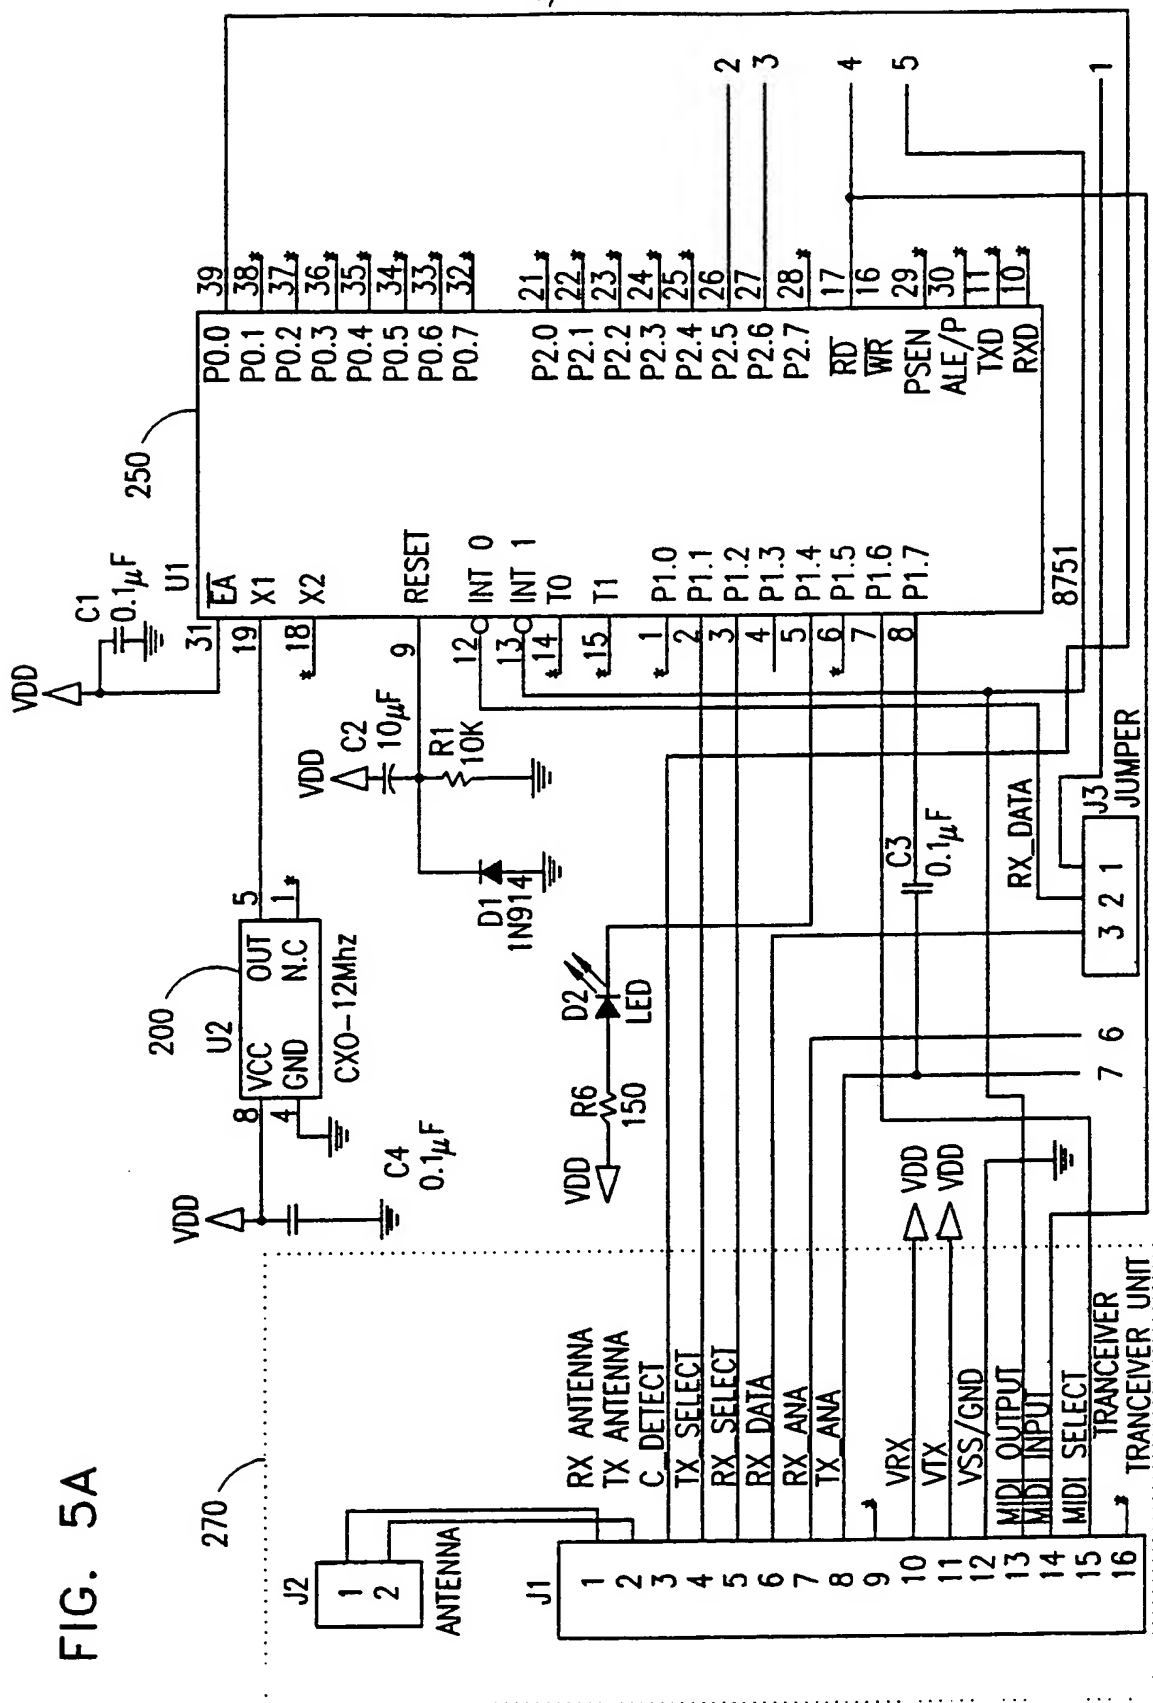 FIG. 5A
270
J2
1
2
ANTENNA
J1
1
2
3
4
5
6
7
8
9
10
11
12
13
14
15
16
RX ANTENNA
TX ANTENNA
C_DETECT
TX_SELECT
RX_SELECT
RX_DATA
RX_ANA
TX_ANA
*
VRX
VTX
VSS/GND
MIDI OUTPUT
MIDI INPUT
MIDI SELECT
*
TRANCEIVER
TRANCEIVER UNIT
VDD
VDD
VDD
C4
0.1µF
200
U2
8 VCC OUT 5
4 GND N.C 1 *
CXO-12Mhz
VDD
R6
150
D2
LED
7
6
VDD
C1
0.1µF
VDD
C2
10µF
R1
10K
D1
1N914
C3
0.1µF
RX_DATA
3 2 1
J3
JUMPER
250
U1
31 EA
19 X1
*18 X2
9 RESET
12 INT 0
13 INT 1
*14 T0
*15 T1
*1 P1.0
2 P1.1
3 P1.2
4 P1.3
5 P1.4
*6 P1.5
7 P1.6
8 P1.7
8751
P0.0 39
P0.1 38*
P0.2 37*
P0.3 36*
P0.4 35*
P0.5 34*
P0.6 33*
P0.7 32*
P2.0 21*
P2.1 22*
P2.2 23*
P2.3 24*
P2.4 25*
P2.5 26
P2.6 27
P2.7 28*
RD 17
WR 16
PSEN 29*
ALE/P 30*
TXD 11*
RXD 10*
2
3
4
5
1